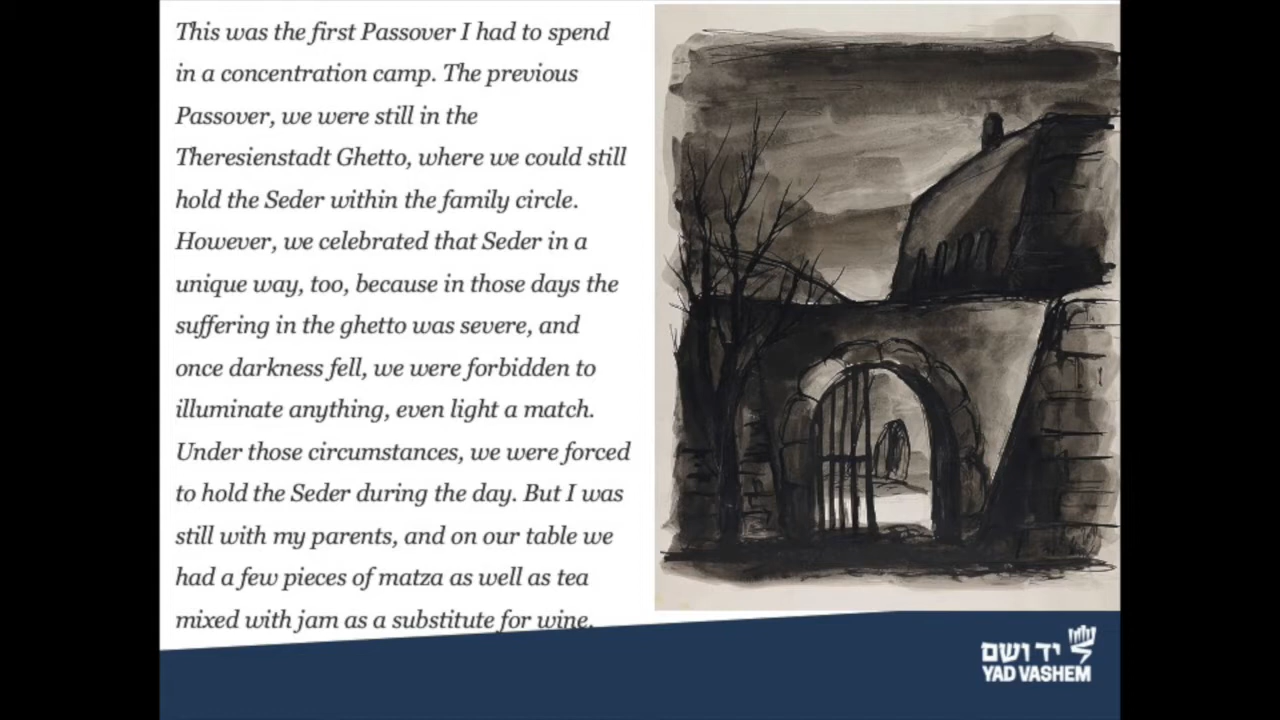 This was the first Passover I had to spend
in a concentration camp. The previous
Passover, we were still in the
Theresienstadt Ghetto, where we could still
hold the Seder within the family circle.
However, we celebrated that Seder in a
unique way, too, because in those days the
suffering in the ghetto was severe, and
once darkness fell, we were forbidden to
illuminate anything, even light a match.
Under those circumstances, we were forced
to hold the Seder during the day. But I was
still with my parents, and on our table we
had a few pieces of matza as well as tea
mixed with jam as a substitute for wine.
יד ושם
YAD VASHEM